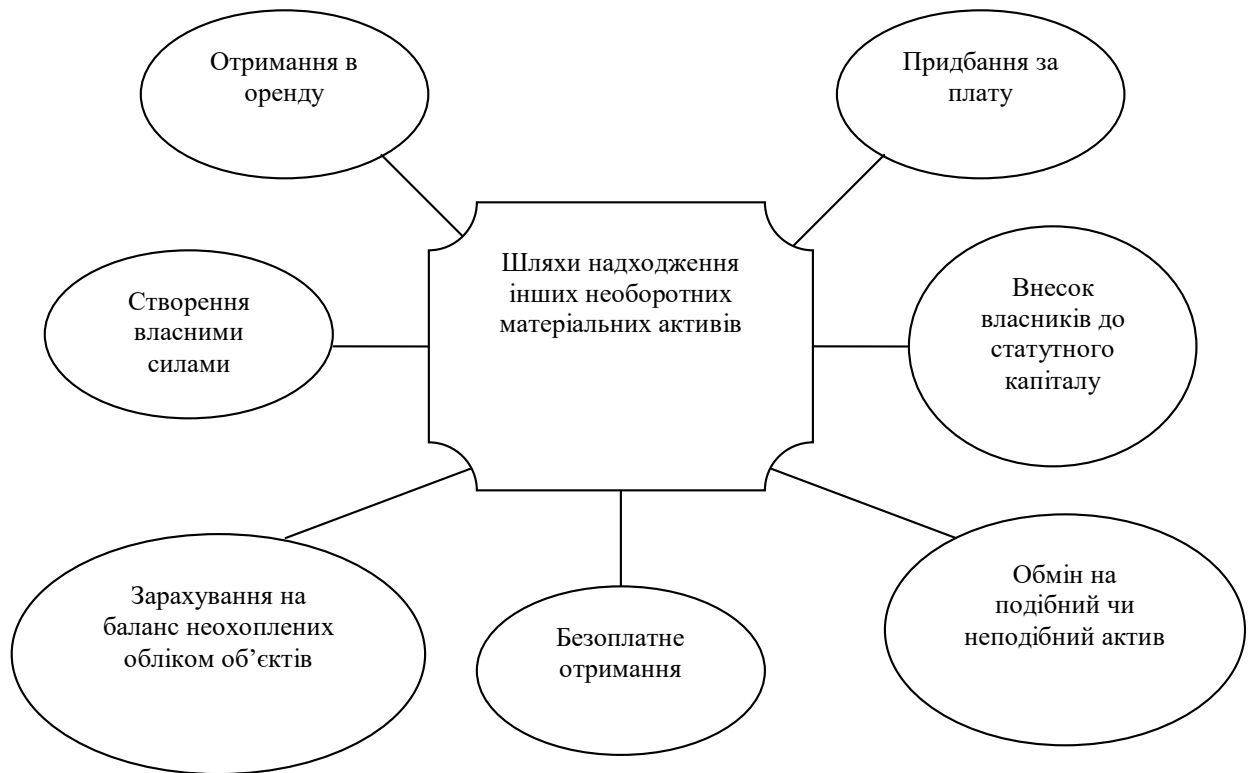 Отримання в
оренду
Придбання за
плату
Шляхи надходження
інших необоротних
матеріальних активів
Створення
власними
силами
Внесок
власників до
статутного
капіталу
Зарахування на
баланс неохоплених
обліком об’єктів
Безоплатне
отримання
Обмін на
подібний чи
неподібний актив